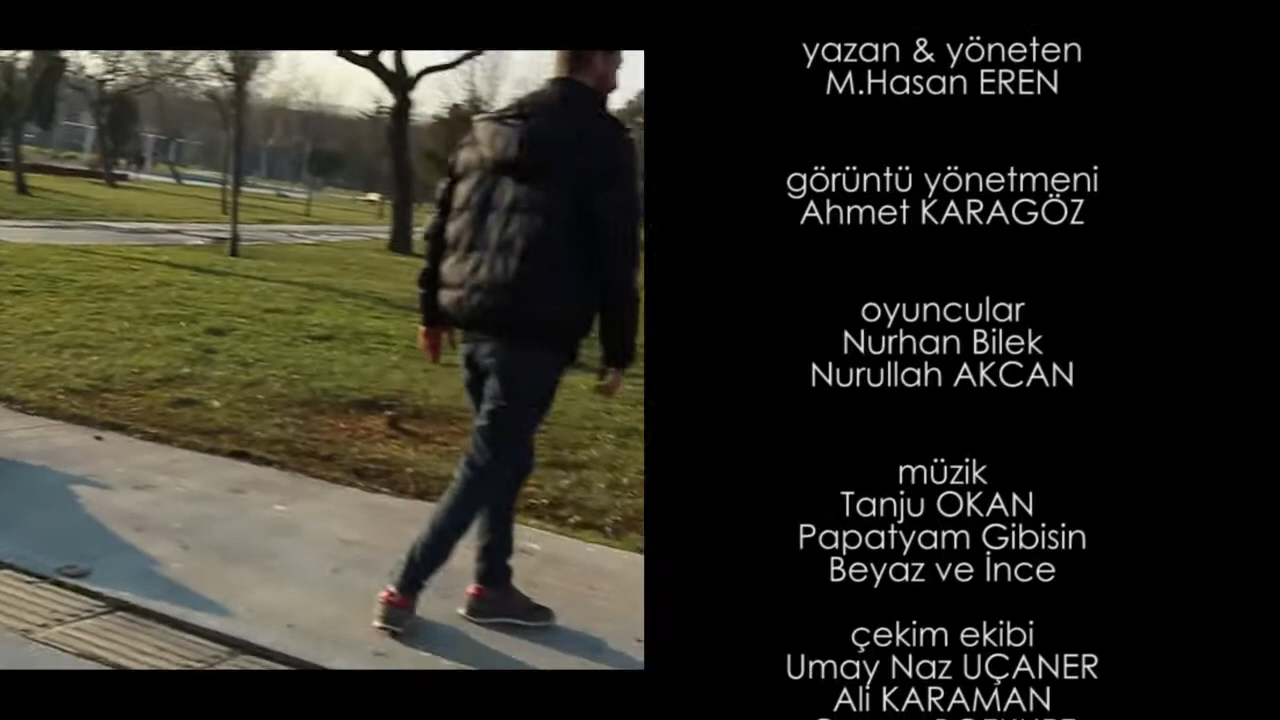 yazan & yöneten
M.Hasan EREN
görüntü yönetmeni
Ahmet KARAGÖZ
oyuncular
Nurhan Bilek
Nurullah AKCAN
müzik
Tanju OKAN
Papatyam Gibisin
Beyaz ve İnce
çekim ekibi
Umay Naz UÇANER
Ali KARAMAN